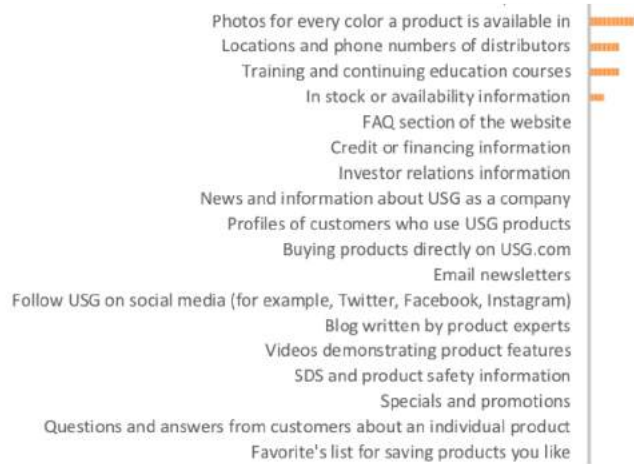 Photos for every color a product is available in
Locations and phone numbers of distributors
Training and continuing education courses
In stock or availability information
FAQ section of the website
Credit or financing information
Investor relations information
News and information about USG as a company
Profiles of customers who use USG products
Buying products directly on USG.com
Email newsletters
Follow USG on social media (for example, Twitter, Facebook, Instagram)
Blog written by product experts
Videos demonstrating product features
SDS and product safety information
Specials and promotions
Questions and answers from customers about an individual product
Favorite's list for saving products you like